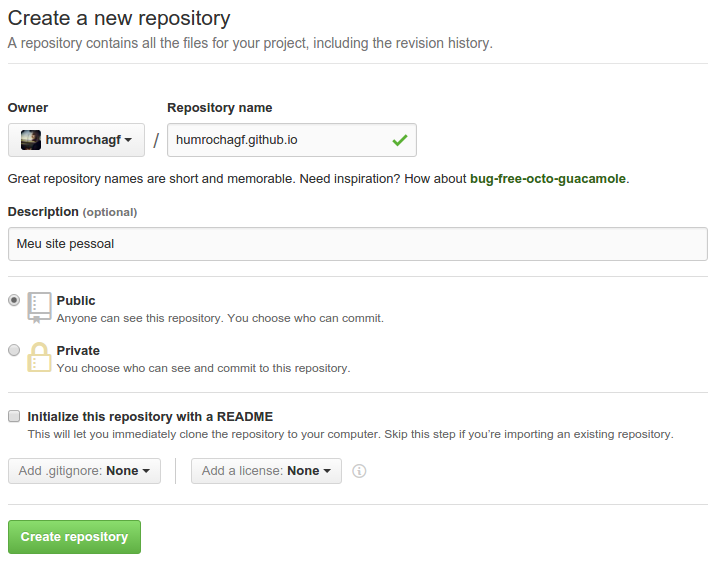 Create a new repository
A repository contains all the files for your project, including the revision history.
Owner
Repository name
humrochagf
/
humrochagf.github.io
Great repository names are short and memorable. Need inspiration? How about bug-free-octo-guacamole.
Description (optional)
Meu site pessoal
Public
Anyone can see this repository. You choose who can commit.
Private
You choose who can see and commit to this repository.
Initialize this repository with a README
This will let you immediately clone the repository to your computer. Skip this step if you’re importing an existing repository.
Add .gitignore: None
Add a license: None
Create repository